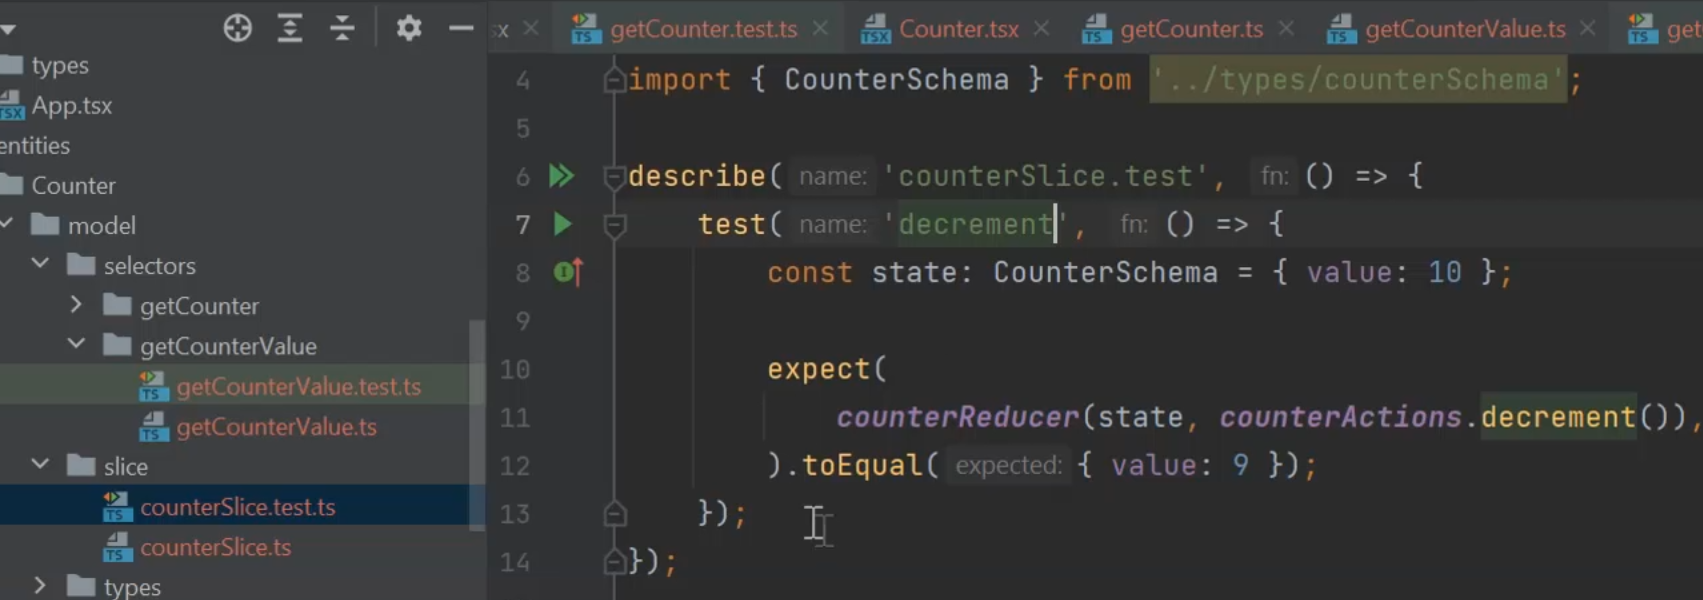 types
App.tsx
entities
Counter
model
selectors
getCounter
getCounterValue
getCounterValue.test.ts
getCounterValue.ts
slice
counterSlice.test.ts
counterSlice.ts
types
sx getCounter.test.ts Counter.tsx getCounter.ts getCounterValue.ts get
4 import { CounterSchema } from '../types/counterSchema';
5
6 describe( name: 'counterSlice.test', fn: () => {
7 test( name: 'decrement', fn: () => {
8 const state: CounterSchema = { value: 10 };
9
10 expect(
11 counterReducer(state, counterActions.decrement()),
12 ).toEqual( expected: { value: 9 });
13 });
14 });